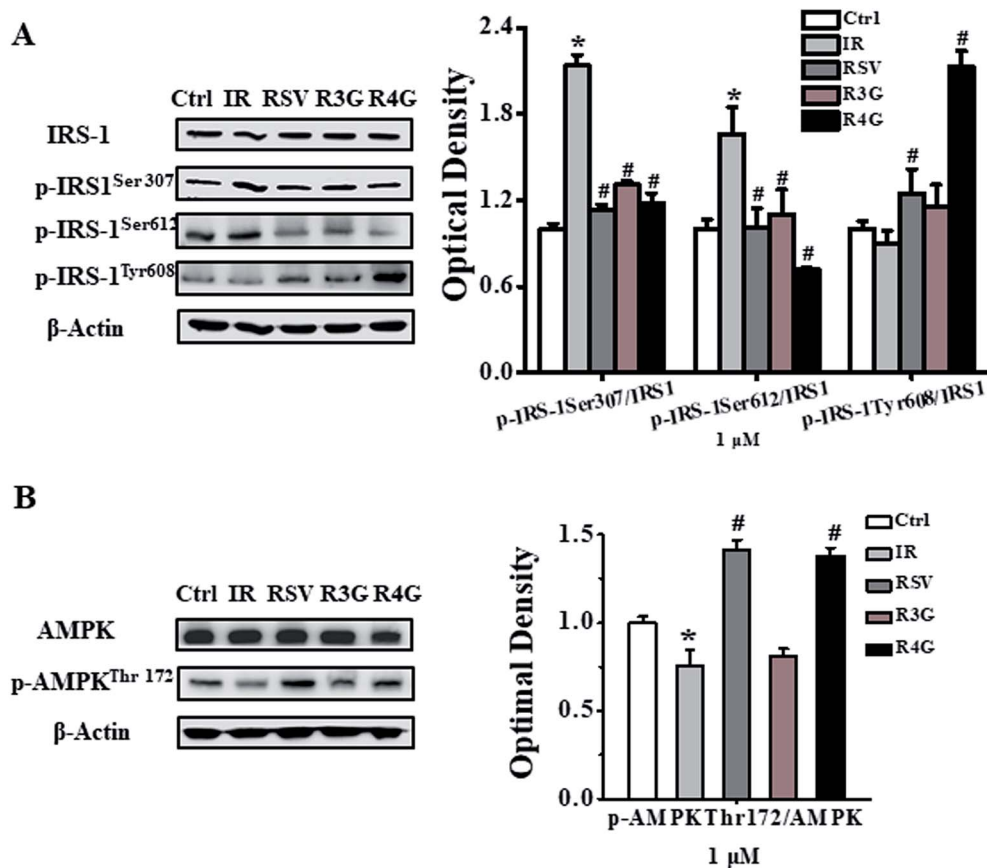 A
Ctrl IR RSV R3G R4G
IRS-1
p-IRS1Ser307
p-IRS-1Ser612
p-IRS-1Tyr608
β-Actin
Optical Density
2.4
1.8
1.2
0.6
0.0
* # # #
* # # #
# #
Ctrl
IR
RSV
R3G
R4G
p-IRS-1Ser307/IRS1
p-IRS-1Ser612/IRS1
p-IRS-1Tyr608/IRS1
1 μM
B
Ctrl IR RSV R3G R4G
AMPK
p-AMPKThr 172
β-Actin
Optimal Density
1.5
1.0
0.5
0.0
* # #
Ctrl
IR
RSV
R3G
R4G
p-AMPKThr172/AMPK
1 μM